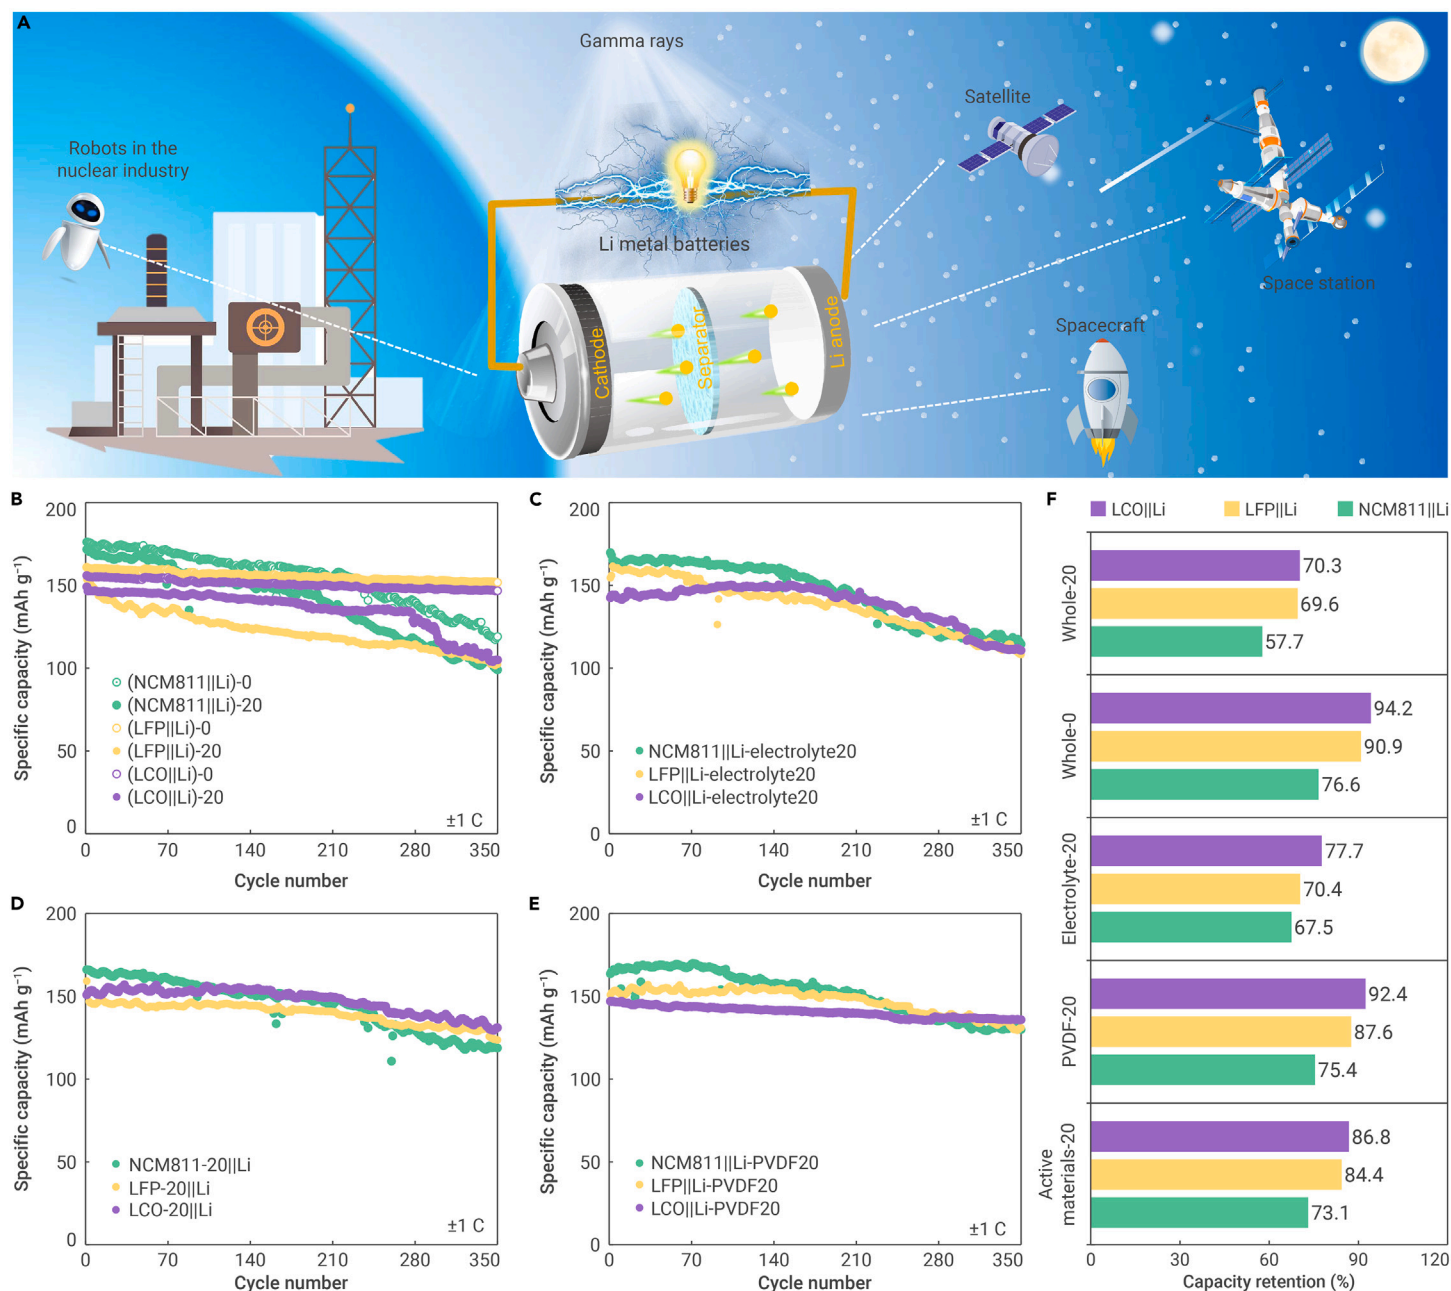 A
Gamma rays
Satellite
Robots in the
nuclear industry
Li metal batteries
Space station
Spacecraft
Cathode
Separator
Li anode
B
200
150
100
50
0
Specific capacity (mAh g⁻¹)
(NCM811||Li)-0
(NCM811||Li)-20
(LFP||Li)-0
(LFP||Li)-20
(LCO||Li)-0
(LCO||Li)-20
±1 C
0 70 140 210 280 350
Cycle number
C
200
150
100
50
0
Specific capacity (mAh g⁻¹)
NCM811||Li-electrolyte20
LFP||Li-electrolyte20
LCO||Li-electrolyte20
±1 C
0 70 140 210 280 350
Cycle number
D
200
150
100
50
0
Specific capacity (mAh g⁻¹)
NCM811-20||Li
LFP-20||Li
LCO-20||Li
±1 C
0 70 140 210 280 350
Cycle number
E
200
150
100
50
0
Specific capacity (mAh g⁻¹)
NCM811||Li-PVDF20
LFP||Li-PVDF20
LCO||Li-PVDF20
±1 C
0 70 140 210 280 350
Cycle number
F
LCO||Li LFP||Li NCM811||Li
Whole-20
70.3
69.6
57.7
Whole-0
94.2
90.9
76.6
Electrolyte-20
77.7
70.4
67.5
PVDF-20
92.4
87.6
75.4
Active
materials-20
86.8
84.4
73.1
0 30 60 90 120
Capacity retention (%)